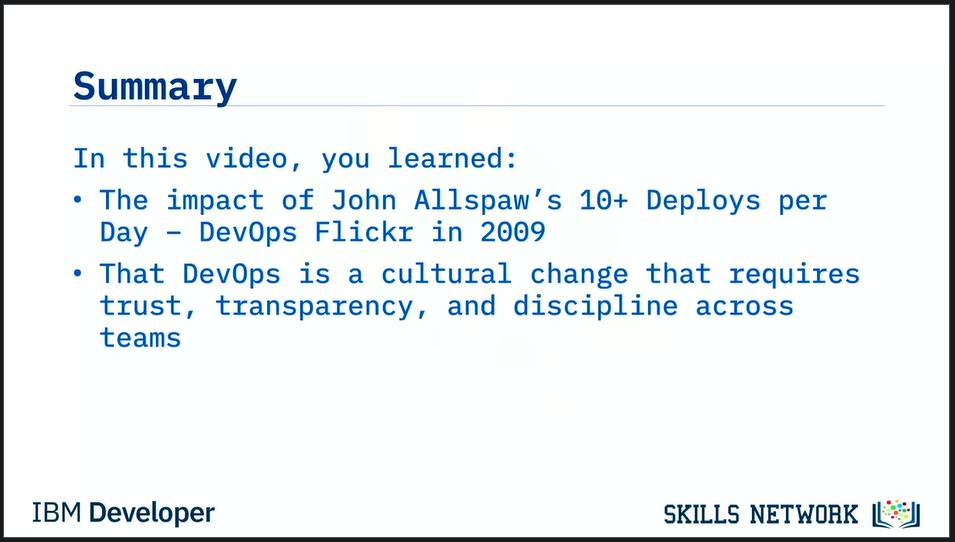 Summary
In this video, you learned:
• The impact of John Allspaw’s 10+ Deploys per
Day – DevOps Flickr in 2009
• That DevOps is a cultural change that requires
trust, transparency, and discipline across
teams
IBM Developer
SKILLS NETWORK